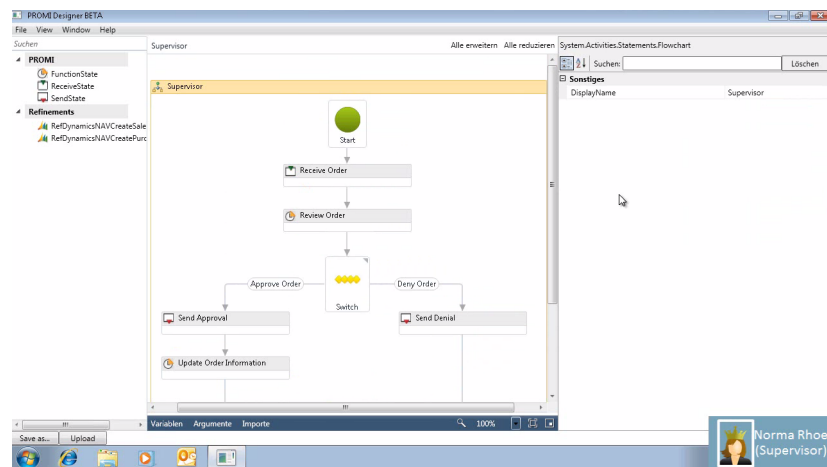 PROMI Designer BETA
File View Window Help
Suchen
PROMI
FunctionState
ReceiveState
SendState
Refinements
RefDynamicsNAVCreateSale
RefDynamicsNAVCreatePurc
Save as... Upload
Supervisor
Alle erweitern Alle reduzieren
Supervisor
Start
Receive Order
Review Order
Approve Order
Deny Order
Switch
Send Approval
Send Denial
Update Order Information
Variablen Argumente Importe
100%
System.Activities.Statements.Flowchart
Suchen: Löschen
Sonstiges
DisplayName Supervisor
Norma Rhoe
(Supervisor)